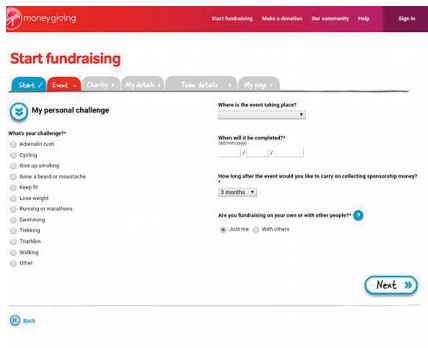 Virgin moneygiving
Start fundraising Make a donation Our community Help Sign in
Start fundraising
Start Event Charity My details Team details My page
My personal challenge
What's your challenge?*
Adrenalin rush
Cycling
Give up smoking
Grow a beard or moustache
Keep fit
Lose weight
Running or marathons
Swimming
Trekking
Triathlon
Walking
Other
Where is the event taking place?
When will it be completed?*
(dd/mm/yyyy)
/ /
How long after the event would you like to carry on collecting sponsorship money?
*
3 months
Are you fundraising on your own or with other people?* ?
Just me With others
Next »
Back